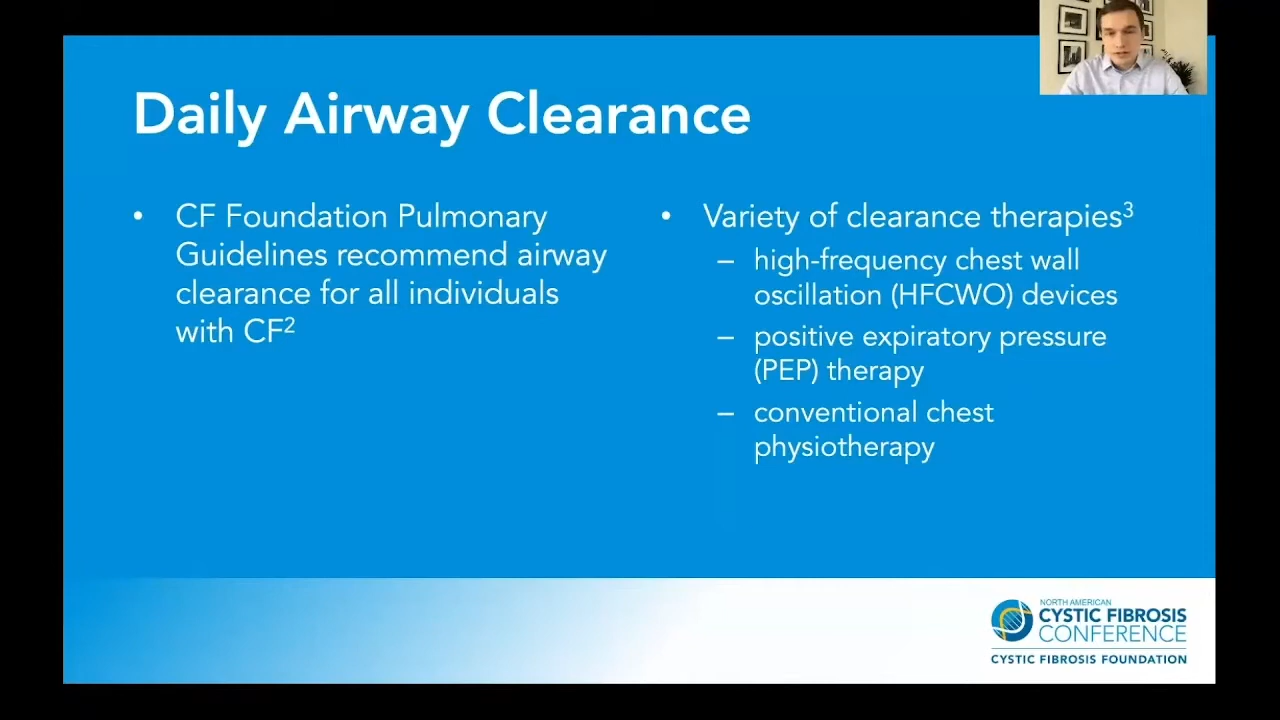 Daily Airway Clearance
• CF Foundation Pulmonary
Guidelines recommend airway
clearance for all individuals
with CF²
• Variety of clearance therapies³
– high-frequency chest wall
oscillation (HFCWO) devices
– positive expiratory pressure
(PEP) therapy
– conventional chest
physiotherapy
NORTH AMERICAN
CYSTIC FIBROSIS
CONFERENCE
CYSTIC FIBROSIS FOUNDATION